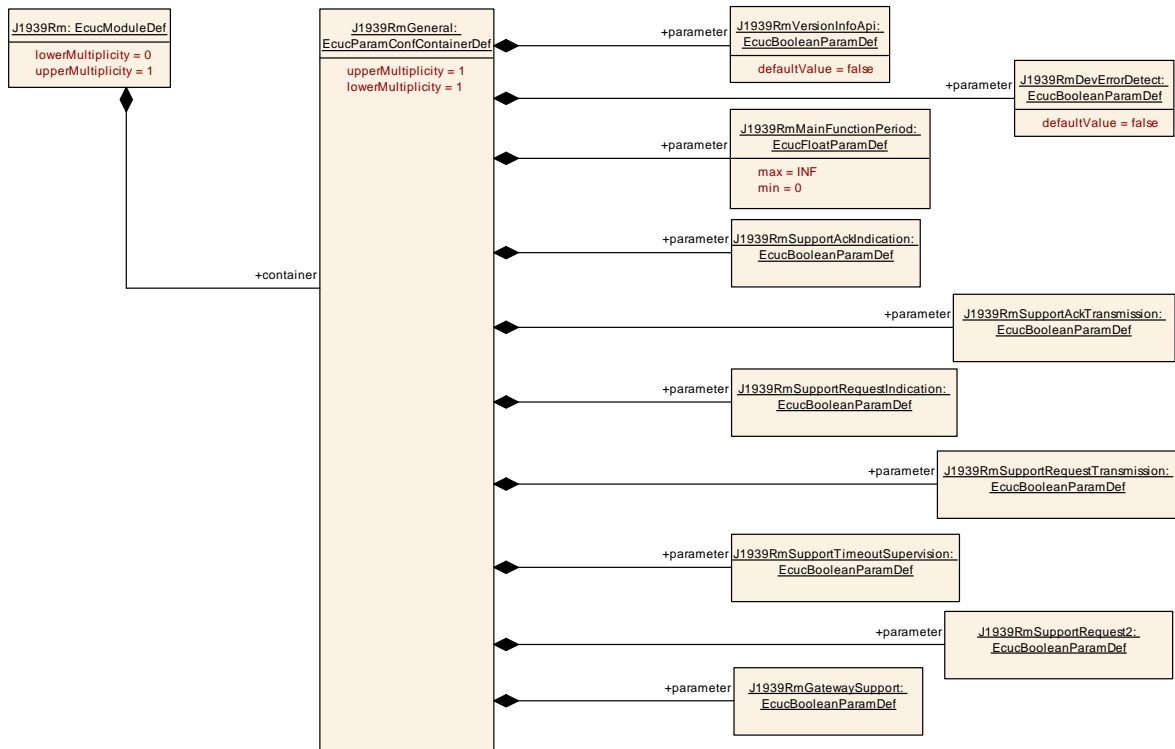 J1939Rm: EcucModuleDef
lowerMultiplicity = 0
upperMultiplicity = 1
+container
J1939RmGeneral:
EcucParamConfContainerDef
upperMultiplicity = 1
lowerMultiplicity = 1
+parameter
J1939RmVersionInfoApi:
EcucBooleanParamDef
defaultValue = false
+parameter
J1939RmDevErrorDetect:
EcucBooleanParamDef
defaultValue = false
+parameter
J1939RmMainFunctionPeriod:
EcucFloatParamDef
max = INF
min = 0
+parameter
J1939RmSupportAckIndication:
EcucBooleanParamDef
+parameter
J1939RmSupportAckTransmission:
EcucBooleanParamDef
+parameter
J1939RmSupportRequestIndication:
EcucBooleanParamDef
+parameter
J1939RmSupportRequestTransmission:
EcucBooleanParamDef
+parameter
J1939RmSupportTimeoutSupervision:
EcucBooleanParamDef
+parameter
J1939RmSupportRequest2:
EcucBooleanParamDef
+parameter
J1939RmGatewaySupport:
EcucBooleanParamDef